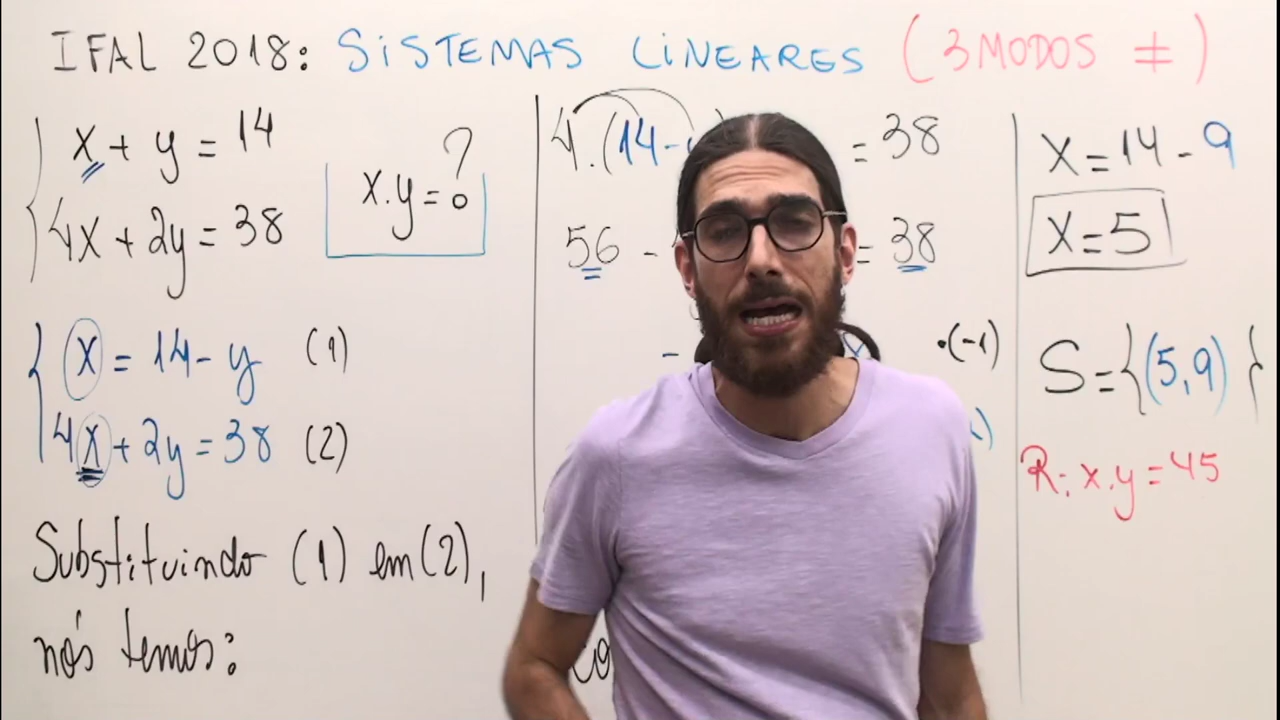 IFAL 2018: SISTEMAS LINEARES (3 MODOS ≠)
x + y = 14
4x + 2y = 38
x.y = ?
x = 14 - y (1)
4x + 2y = 38 (2)
Substituindo (1) em (2),
nós temos:
4.(14- = 38
56 - = 38
- .(-1)
x = 14 - 9
x = 5
S = {(5,9)}
R: x.y = 45